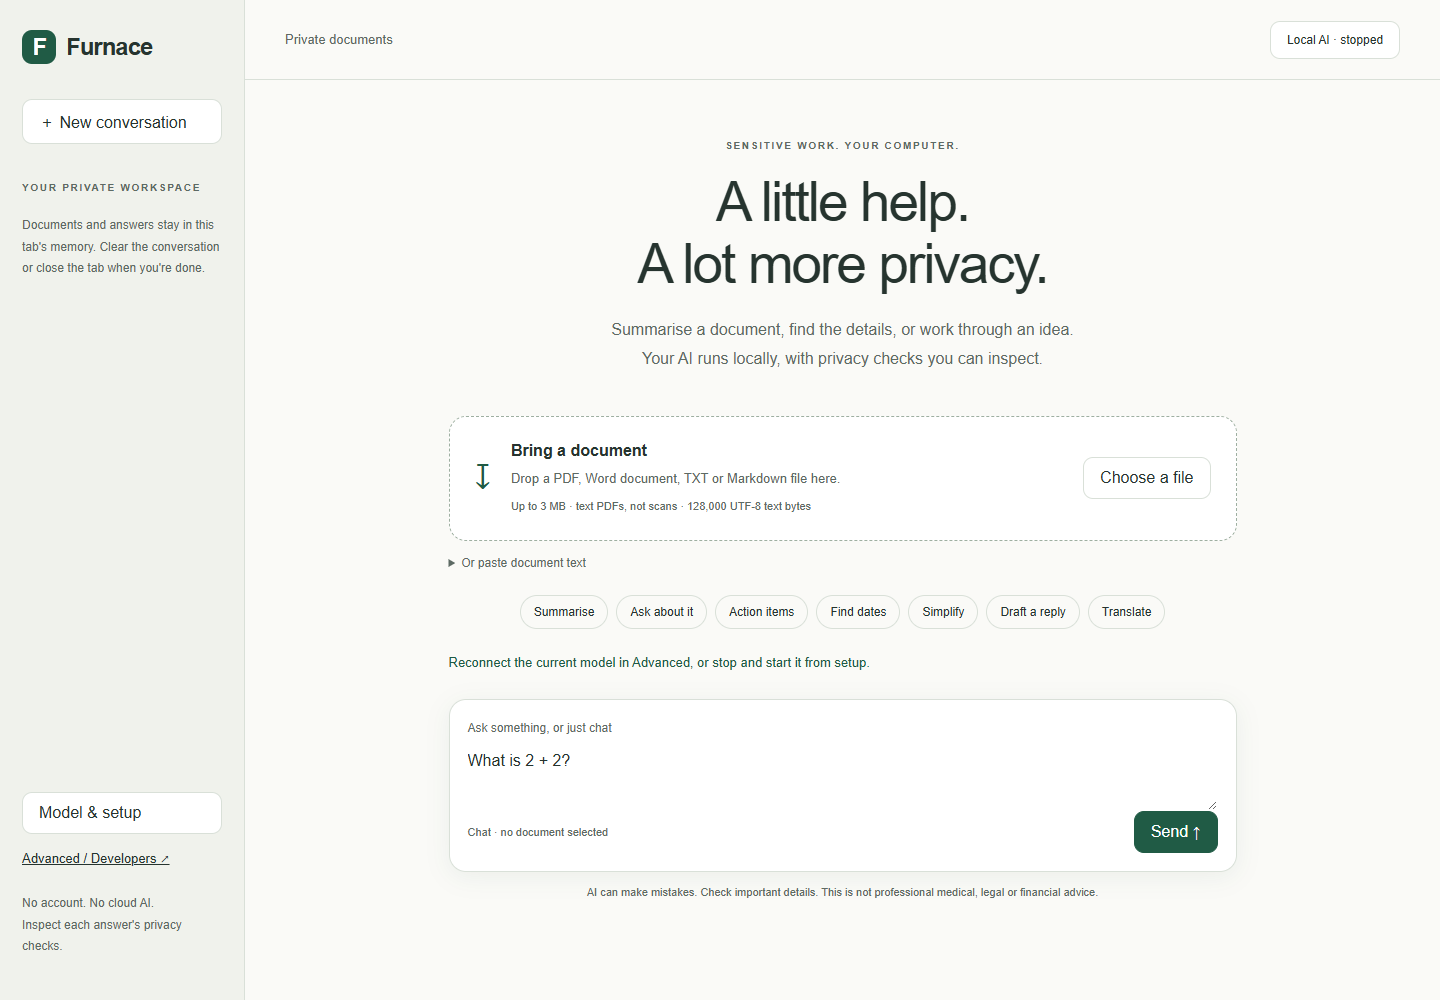 F Furnace
+ New conversation
YOUR PRIVATE WORKSPACE
Documents and answers stay in this
tab's memory. Clear the conversation
or close the tab when you're done.
Model & setup
Advanced / Developers ↗
No account. No cloud AI.
Inspect each answer's privacy
checks.
Private documents
Local AI · stopped
SENSITIVE WORK. YOUR COMPUTER.
A little help.
A lot more privacy.
Summarise a document, find the details, or work through an idea.
Your AI runs locally, with privacy checks you can inspect.
Bring a document
Drop a PDF, Word document, TXT or Markdown file here.
Up to 3 MB · text PDFs, not scans · 128,000 UTF-8 text bytes
Choose a file
Or paste document text
Summarise
Ask about it
Action items
Find dates
Simplify
Draft a reply
Translate
Reconnect the current model in Advanced, or stop and start it from setup.
Ask something, or just chat
What is 2 + 2?
Chat · no document selected
Send ↑
AI can make mistakes. Check important details. This is not professional medical, legal or financial advice.